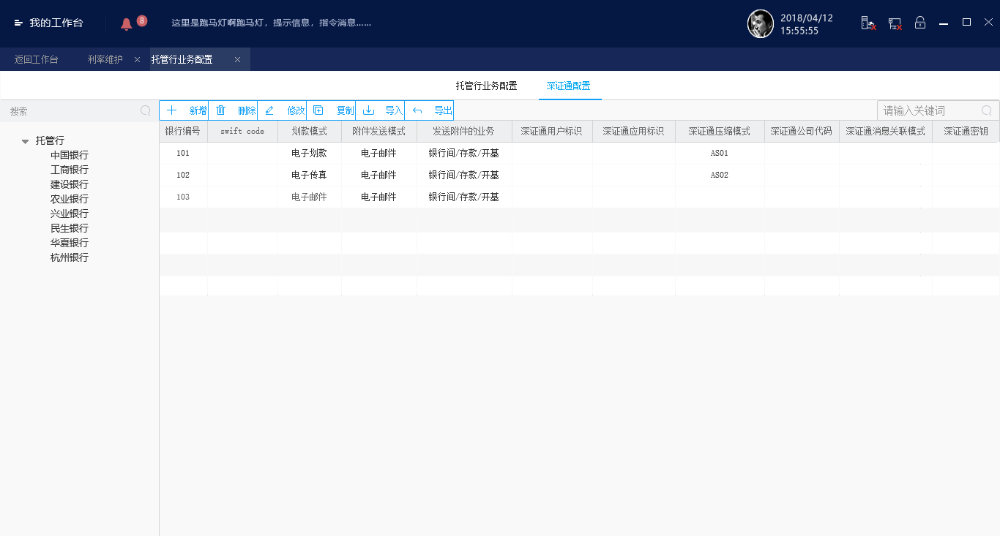 我的工作台
8
这里是跑马灯啊跑马灯，提示信息，指令消息......
2018/04/12
15:55:55
返回工作台 利率维护 托管行业务配置
托管行业务配置 深证通配置
搜索
新增 删除 修改 复制 导入 导出
请输入关键词
托管行
中国银行
工商银行
建设银行
农业银行
兴业银行
民生银行
华夏银行
杭州银行
银行编号 swift code 划款模式 附件发送模式 发送附件的业务 深证通用户标识 深证通应用标识 深证通压缩模式 深证通公司代码 深证通消息关联模式 深证通密钥
101 电子划款 电子邮件 银行间/存款/开基 AS01
102 电子传真 电子邮件 银行间/存款/开基 AS02
103 电子邮件 电子邮件 银行间/存款/开基